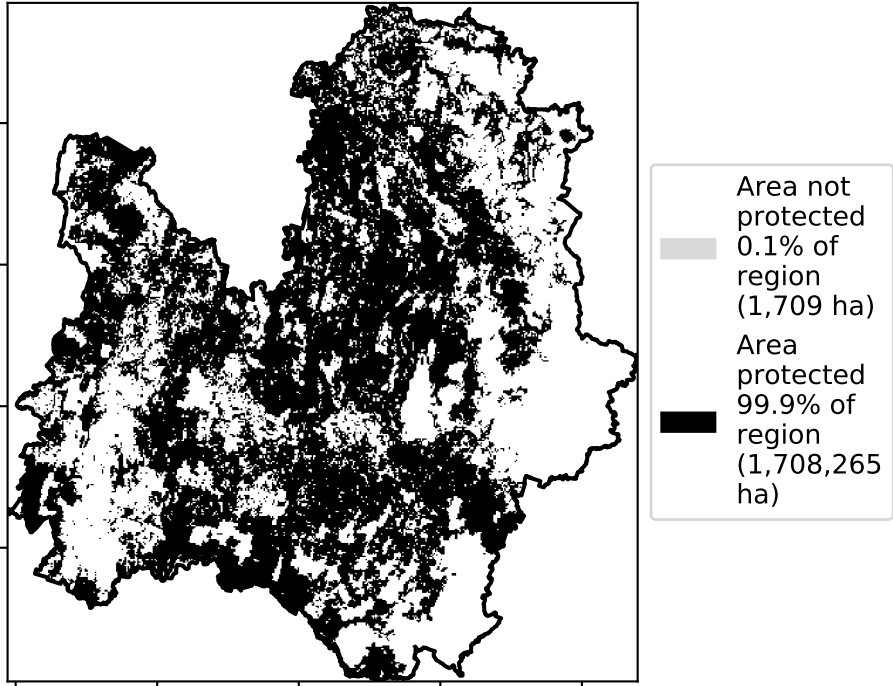 Area not
protected
0.1% of
region
(1,709 ha)
Area
protected
99.9% of
region
(1,708,265
ha)